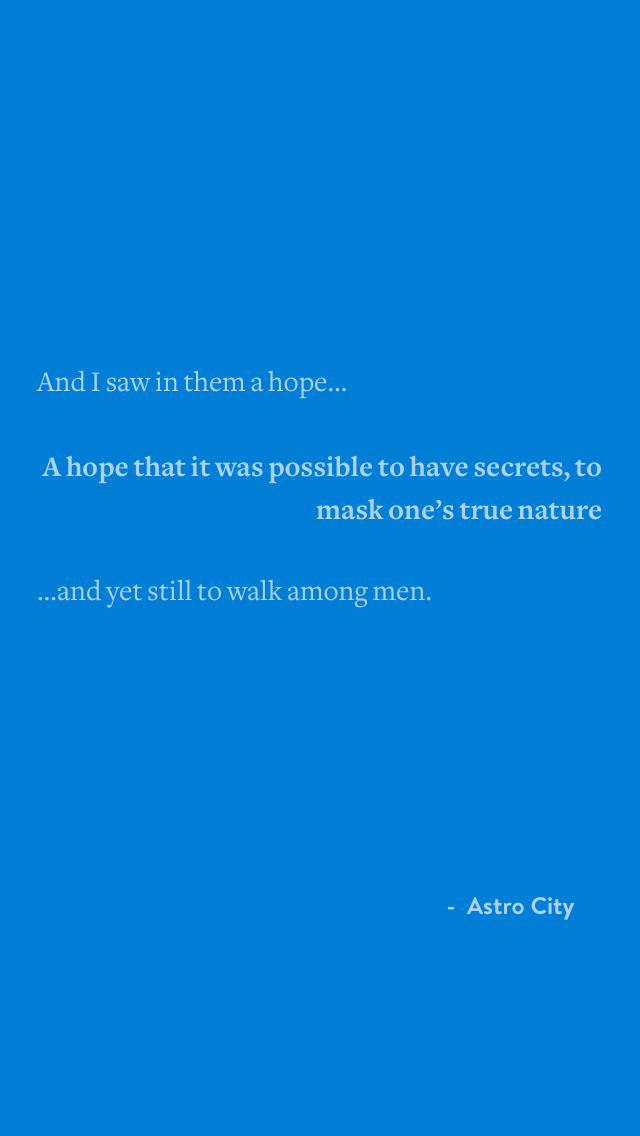 And I saw in them a hope...
A hope that it was possible to have secrets, to
mask one’s true nature
...and yet still to walk among men.
- Astro City